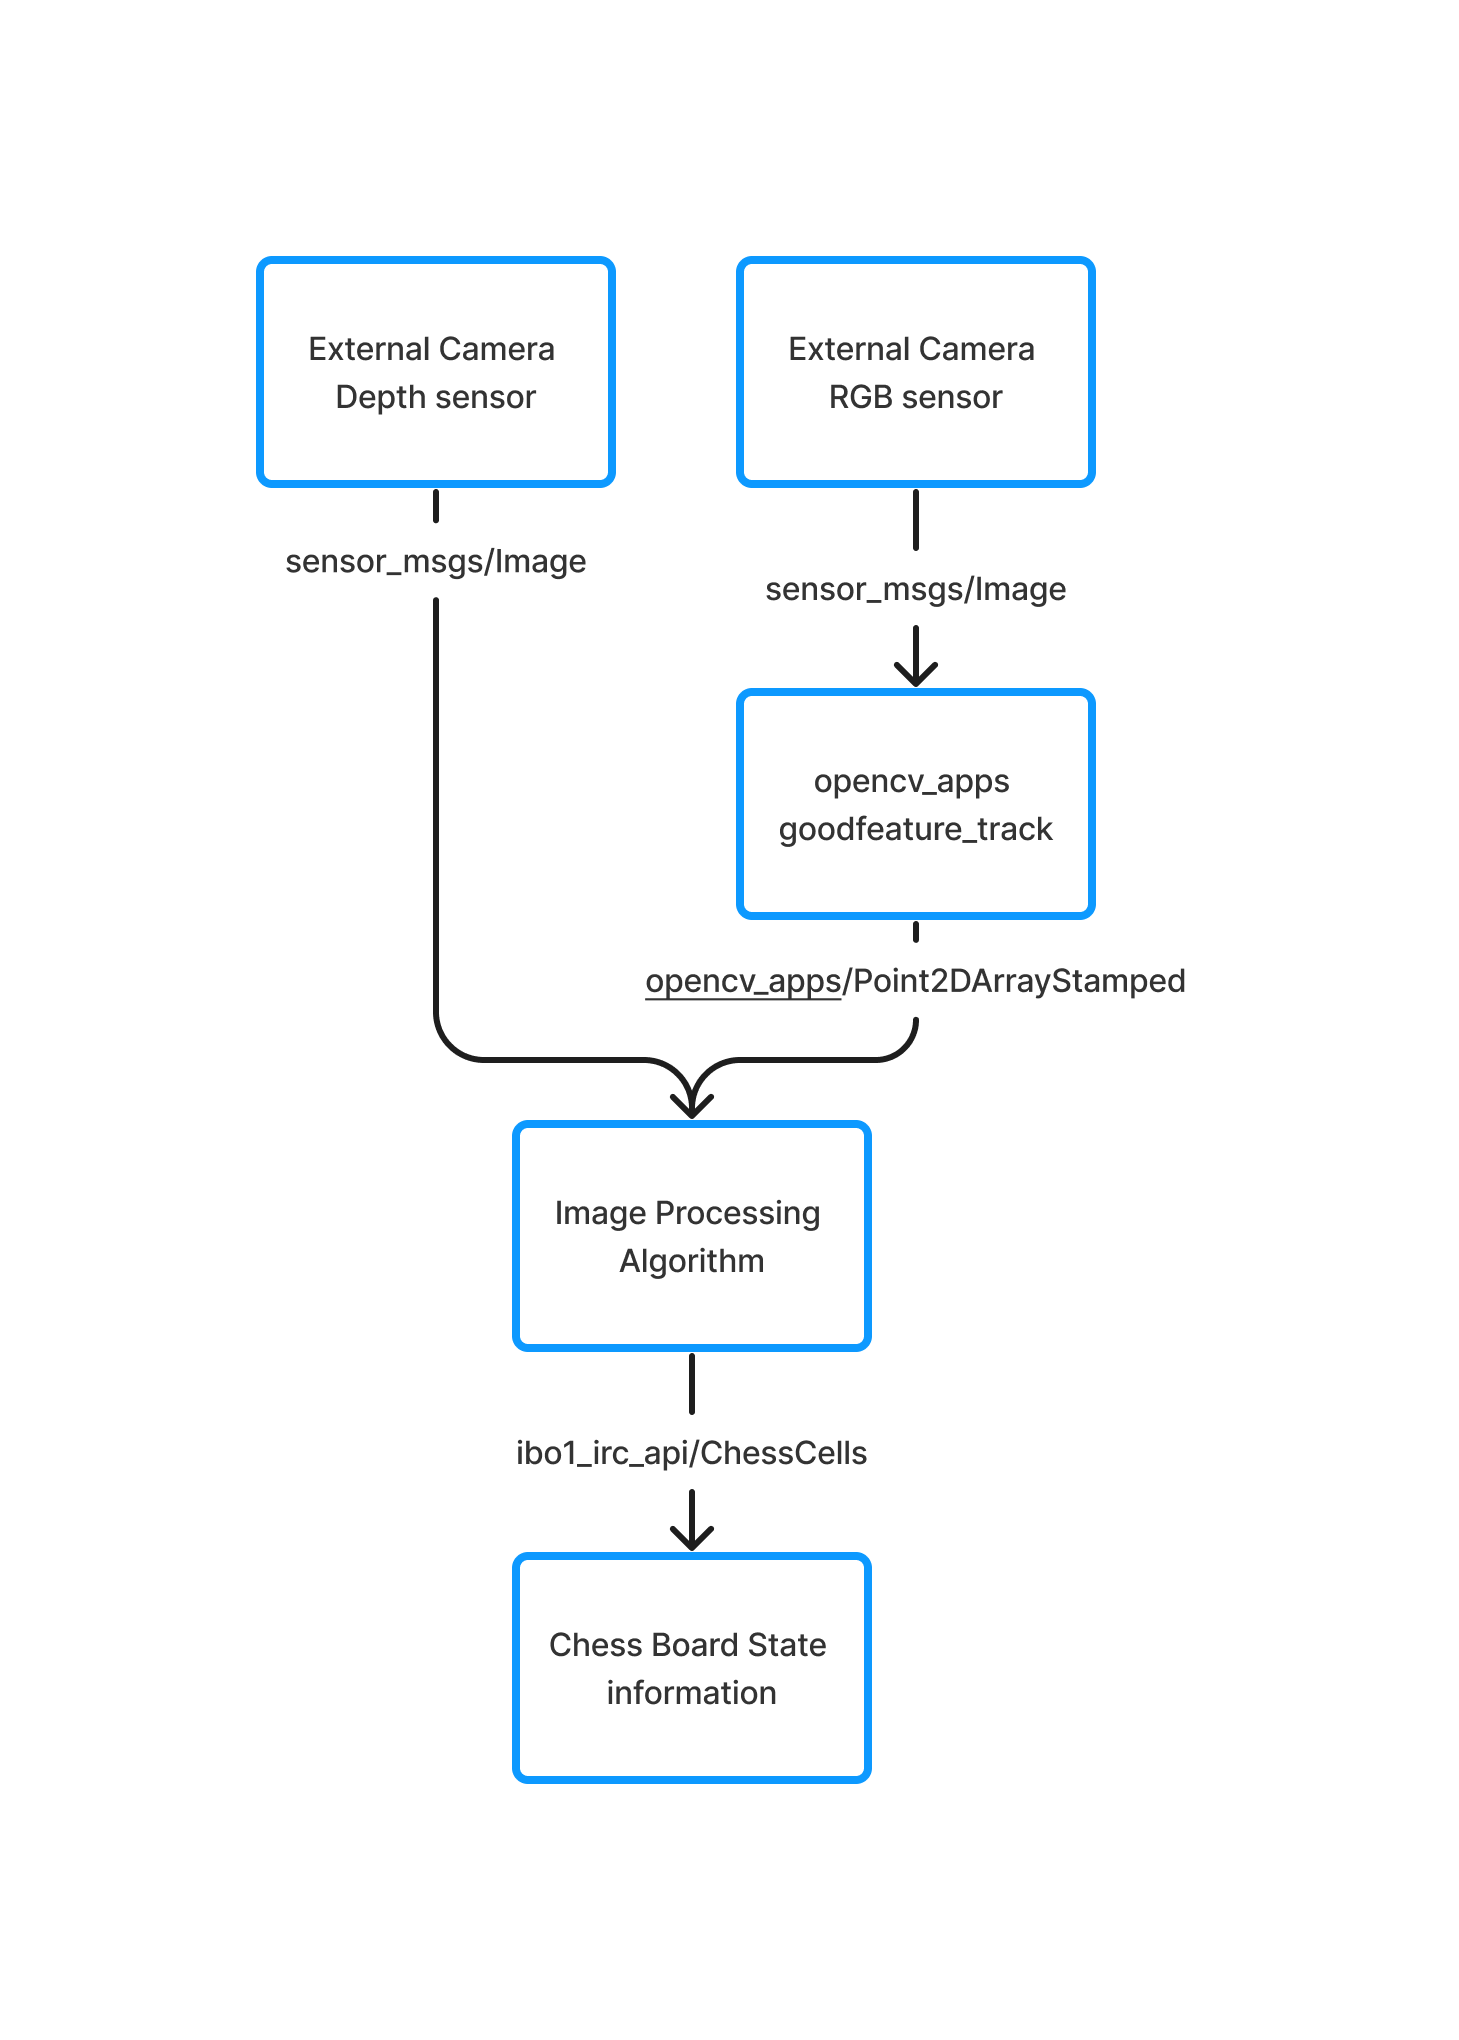 External Camera
Depth sensor
External Camera
RGB sensor
sensor_msgs/Image
sensor_msgs/Image
opencv_apps
goodfeature_track
opencv_apps/Point2DArrayStamped
Image Processing
Algorithm
ibo1_irc_api/ChessCells
Chess Board State
information